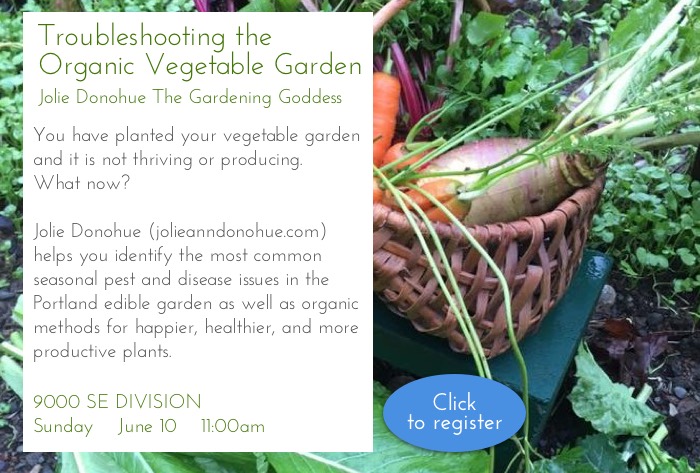 Troubleshooting the
Organic Vegetable Garden
Jolie Donohue The Gardening Goddess
You have planted your vegetable garden
and it is not thriving or producing.
What now?
Jolie Donohue (jolieanndonohue.com)
helps you identify the most common
seasonal pest and disease issues in the
Portland edible garden as well as organic
methods for happier, healthier, and more
productive plants.
9000 SE DIVISION
Sunday June 10 11:00am
Click
to register